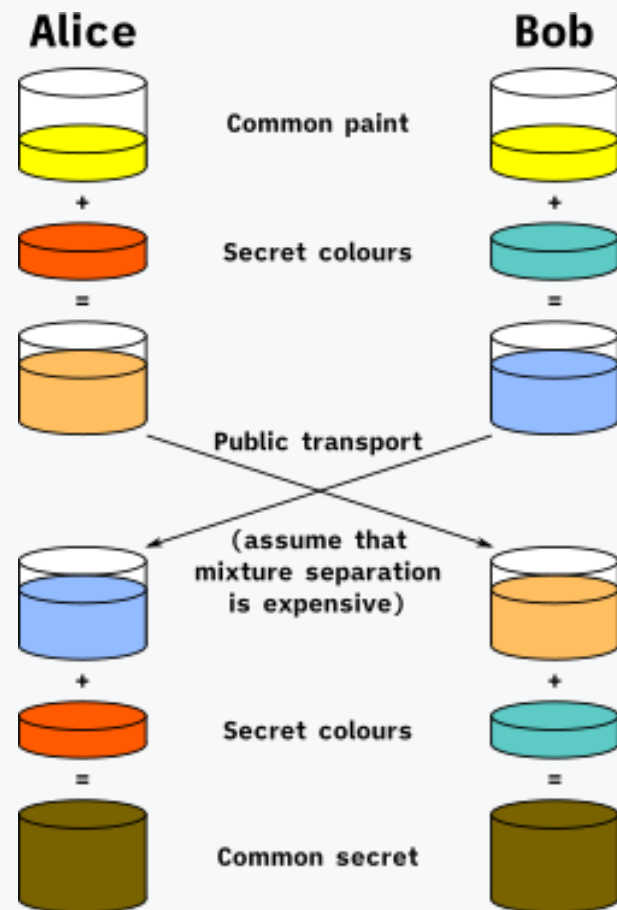 Alice Bob
Common paint
+ +
Secret colours
= =
Public transport
(assume that
mixture separation
is expensive)
+ +
Secret colours
= =
Common secret